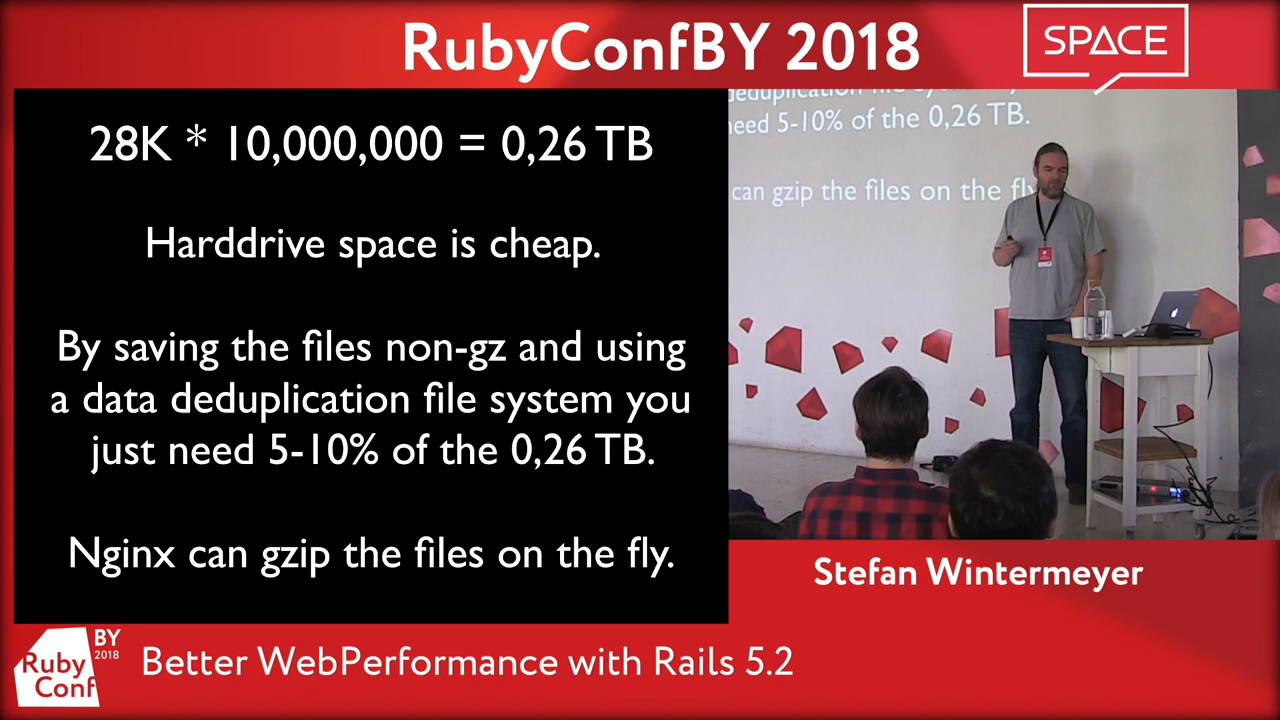 RubyConfBY 2018
SPACE
28K * 10,000,000 = 0,26 TB
Harddrive space is cheap.
By saving the files non-gz and using
a data deduplication file system you
just need 5-10% of the 0,26 TB.
Nginx can gzip the files on the fly.
deduplication file
need 5-10% of the 0,26 TB.
can gzip the files on the fly
Stefan Wintermeyer
Ruby
Conf
BY
2018
Better WebPerformance with Rails 5.2